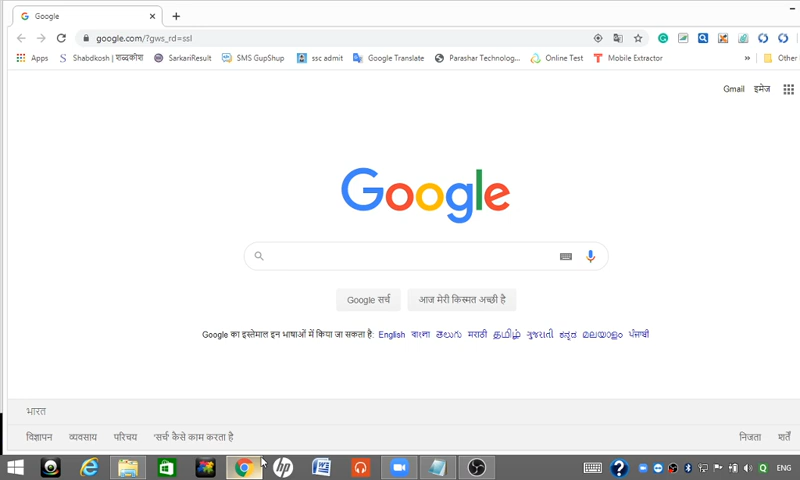 Google
google.com/?gws_rd=ssl
Apps Shabdkosh | शब्दकोश SarkariResult SMS GupShup ssc admit Google Translate Parashar Technolog... Online Test Mobile Extractor » Other
Gmail इमेज
Google
Google सर्च आज मेरी किस्मत अच्छी है
Google का इस्तेमाल इन भाषाओं में किया जा सकता है: English বাংলা తెలుగు मराठी தமிழ் ગુજરાતી ಕನ್ನಡ മലയാളം ਪੰਜਾਬੀ
भारत
विज्ञापन व्यवसाय परिचय 'सर्च' कैसे काम करता है निजता शर्तें
ENG